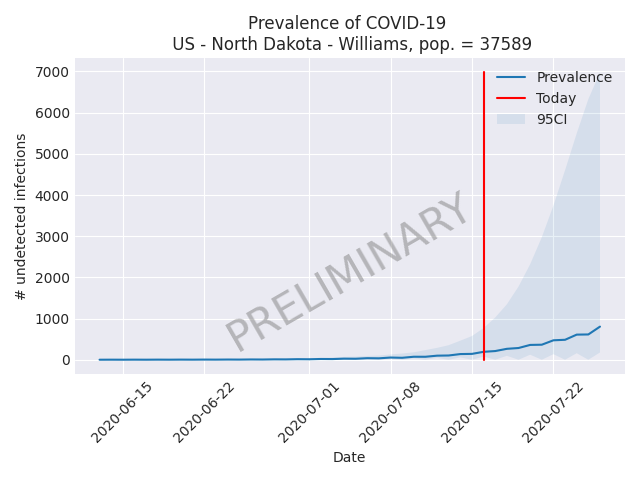 Prevalence of COVID-19
US - North Dakota - Williams, pop. = 37589
7000
6000
5000
4000
3000
2000
1000
0
# undetected infections
Prevalence
Today
95CI
PRELIMINARY
2020-06-15
2020-06-22
2020-07-01
2020-07-08
2020-07-15
2020-07-22
Date